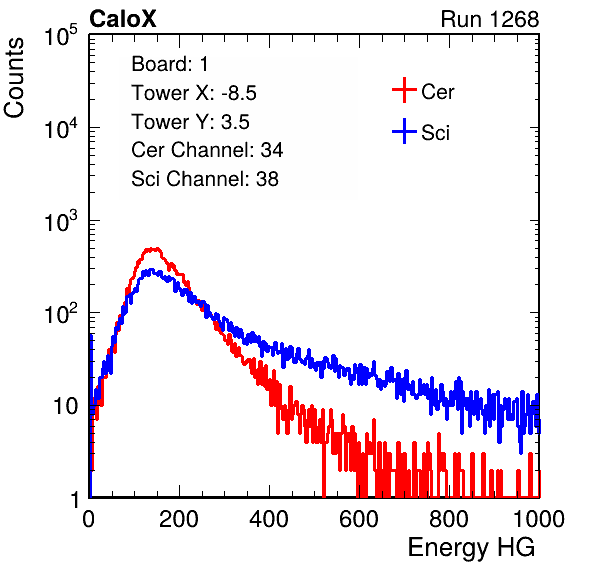 CaloX Run 1268
Counts
Board: 1
Tower X: -8.5
Tower Y: 3.5
Cer Channel: 34
Sci Channel: 38
Cer
Sci
10^5
10^4
10^3
10^2
10
1
0 200 400 600 800 1000
Energy HG